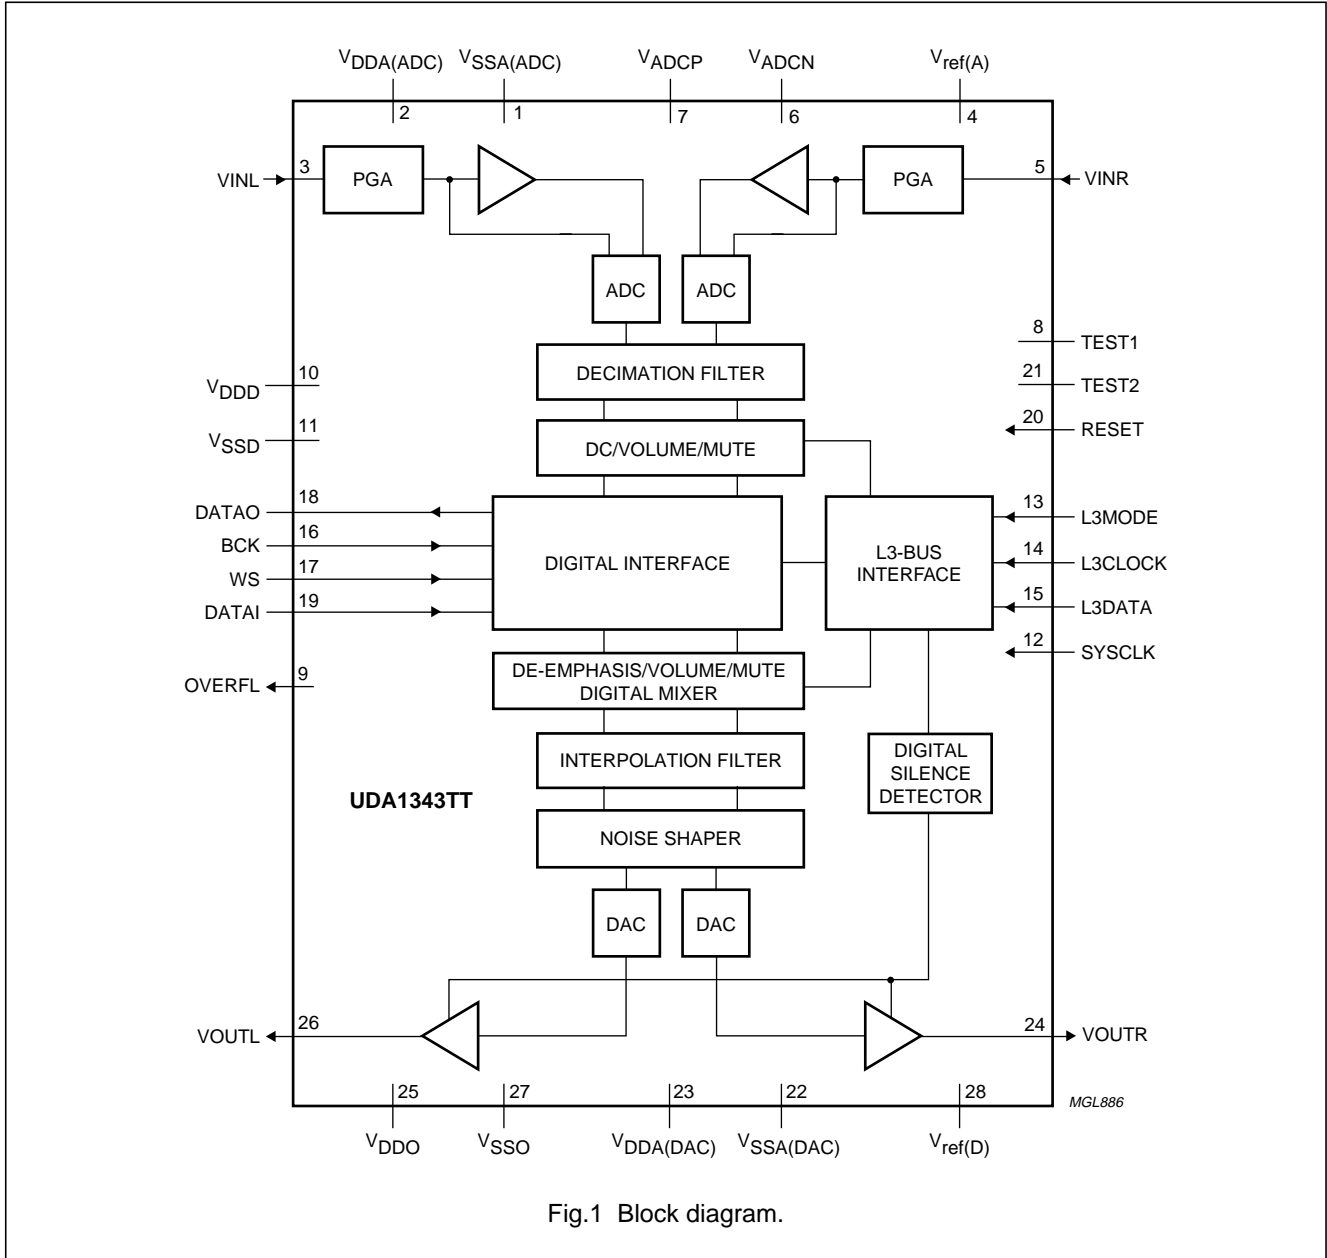 VDDA(ADC) VSSA(ADC) VADCP VADCN Vref(A)
2 1 7 6 4
VINL 3 PGA PGA 5 VINR
ADC ADC
8 TEST1
DECIMATION FILTER
VDDD 10
21 TEST2
VSSD 11
20 RESET
DC/VOLUME/MUTE
DATAO 18
13 L3MODE
BCK 16
DIGITAL INTERFACE
L3-BUS
INTERFACE
14 L3CLOCK
WS 17
DATAI 19
15 L3DATA
12 SYSCLK
OVERFL 9
DE-EMPHASIS/VOLUME/MUTE
DIGITAL MIXER
INTERPOLATION FILTER
DIGITAL
SILENCE
DETECTOR
UDA1343TT
NOISE SHAPER
DAC DAC
VOUTL 26
24 VOUTR
25 27 23 22 28
MGL886
VDDO VSSO VDDA(DAC) VSSA(DAC) Vref(D)
Fig.1 Block diagram.